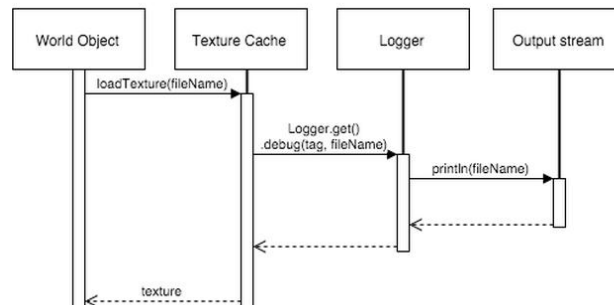 World Object
Texture Cache
Logger
Output stream
loadTexture(fileName)
Logger.get()
.debug(tag, fileName)
println(fileName)
texture